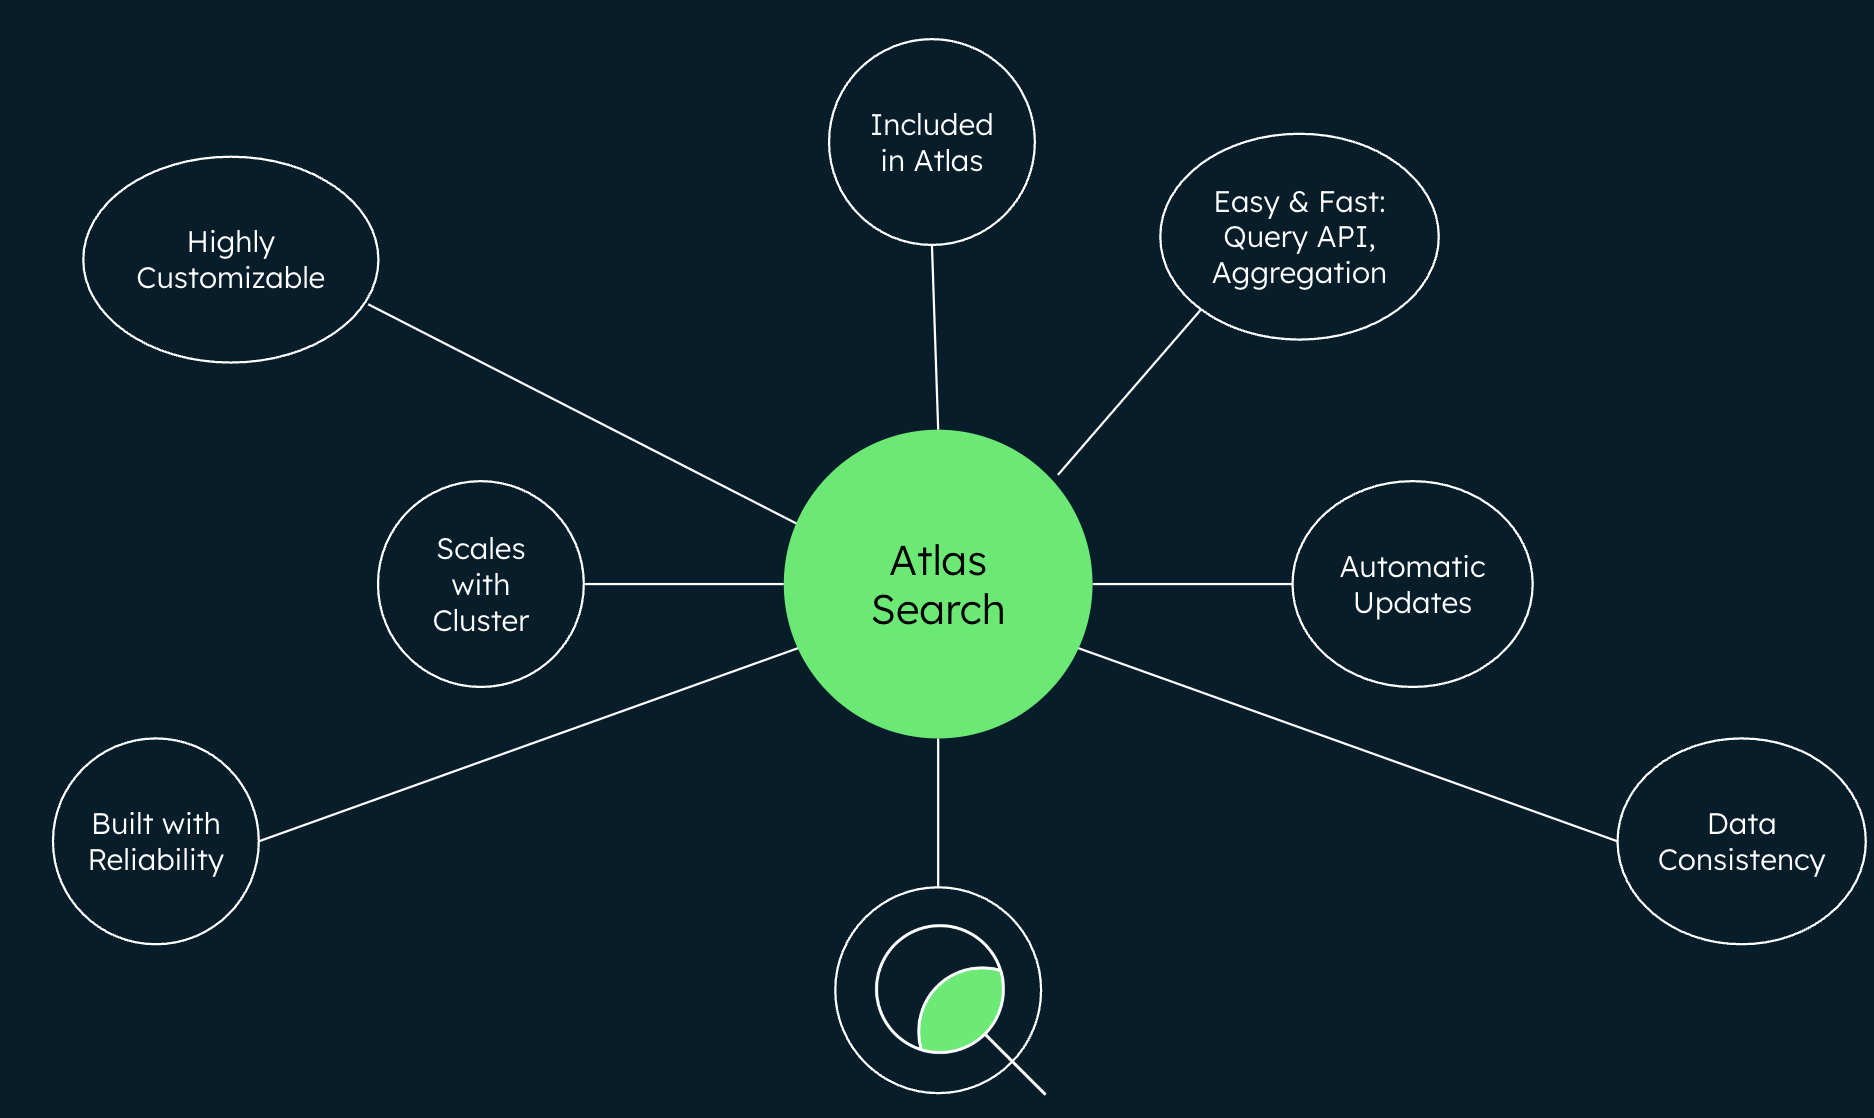 Included
in Atlas
Highly
Customizable
Easy & Fast:
Query API,
Aggregation
Scales
with
Cluster
Atlas
Search
Automatic
Updates
Built with
Reliability
Data
Consistency